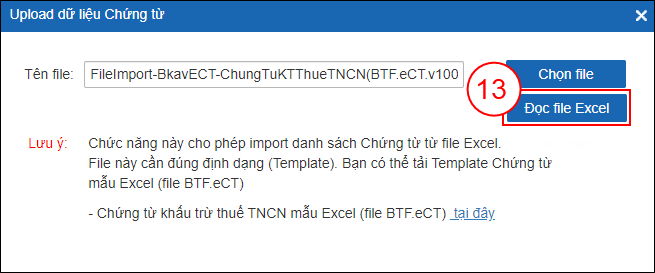 Upload dữ liệu Chứng từ
Tên file: FileImport-BkavECT-ChungTuKTThueTNCN(BTF.eCT.v100 Chọn file
13 Đọc file Excel
Lưu ý: Chức năng này cho phép import danh sách Chứng từ từ file Excel.
File này cần đúng định dạng (Template). Bạn có thể tải Template Chứng từ
mẫu Excel (file BTF.eCT)
- Chứng từ khấu trừ thuế TNCN mẫu Excel (file BTF.eCT) tại đây